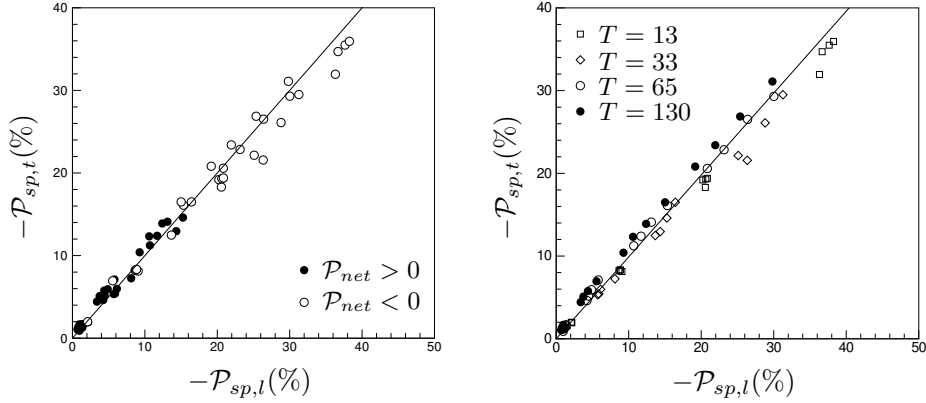 40
30
20
10
0
0 10 20 30 40 50
−P_{sp,t}(%)
−P_{sp,l}(%)
P_{net} > 0
P_{net} < 0
40
30
20
10
0
0 10 20 30 40 50
−P_{sp,t}(%)
−P_{sp,l}(%)
T = 13
T = 33
T = 65
T = 130